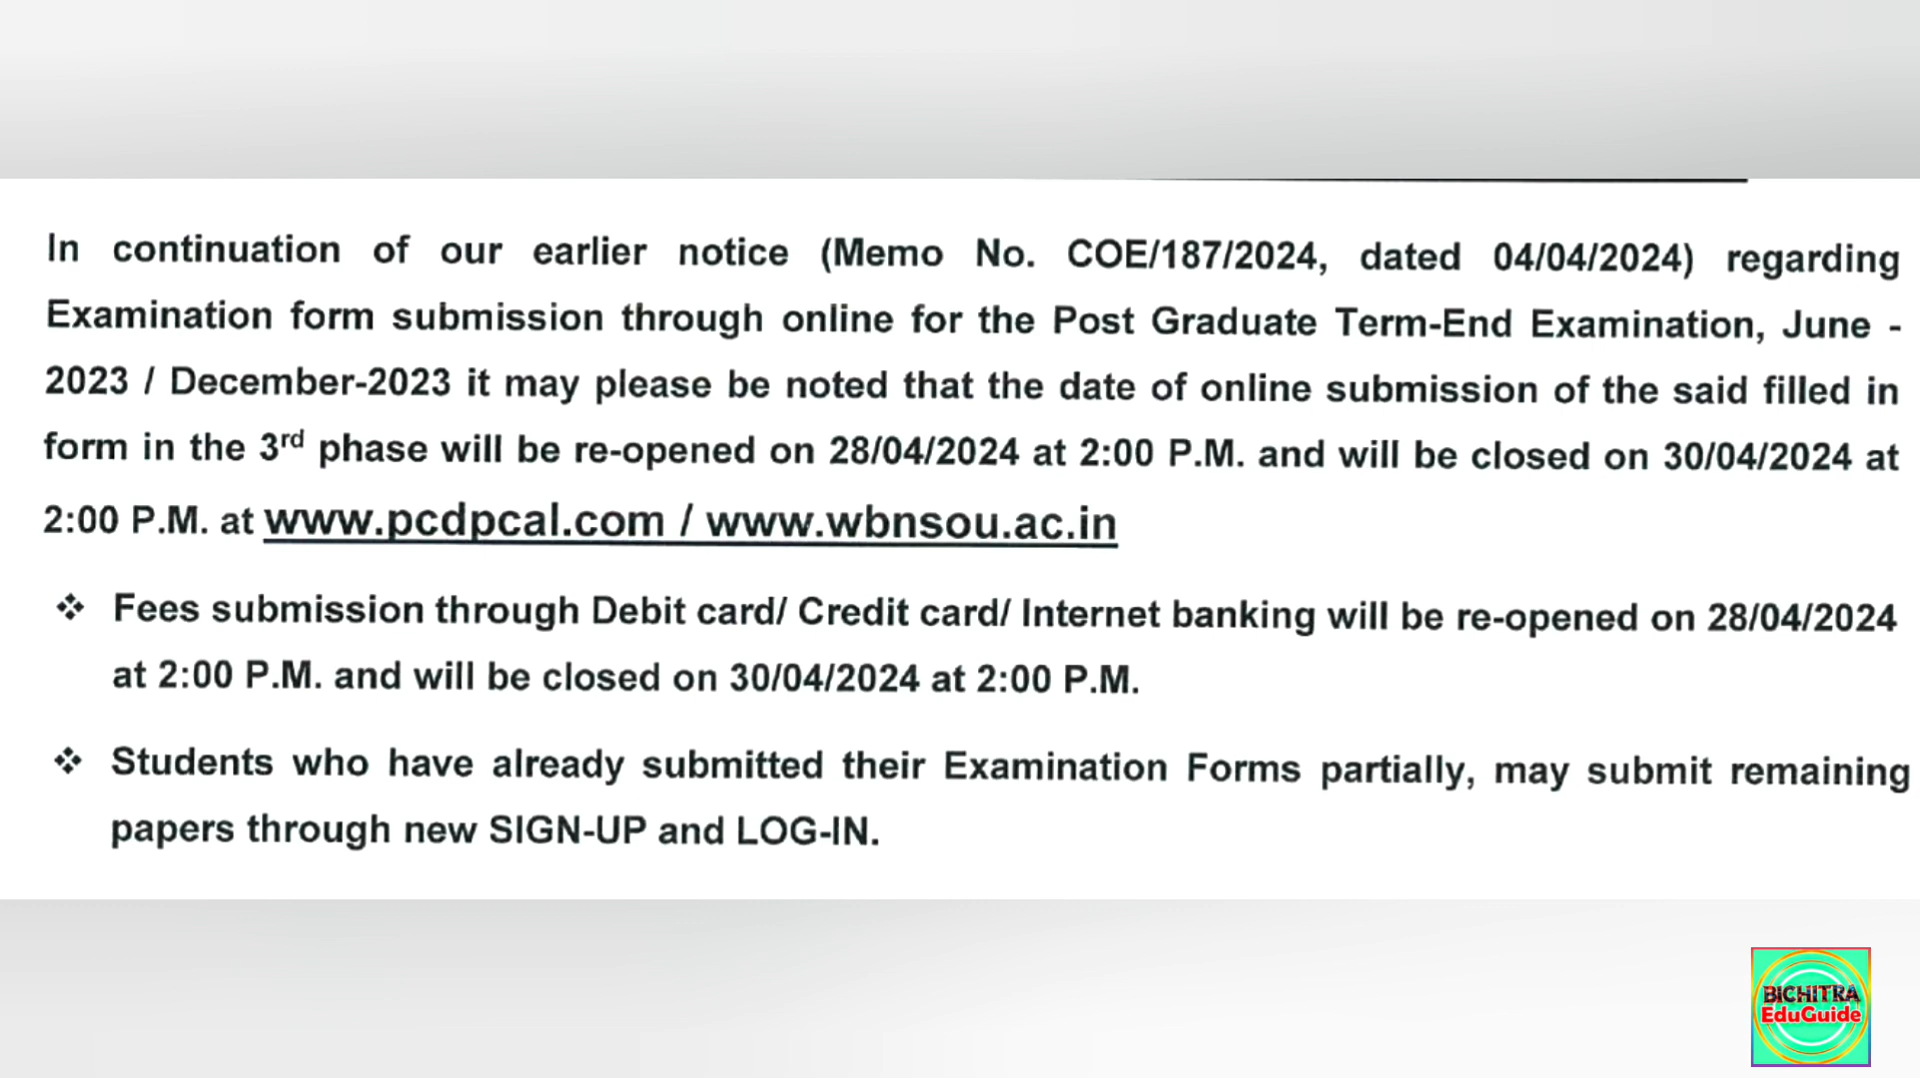 In continuation of our earlier notice (Memo No. COE/187/2024, dated 04/04/2024) regarding
Examination form submission through online for the Post Graduate Term-End Examination, June -
2023 / December-2023 it may please be noted that the date of online submission of the said filled in
form in the 3rd phase will be re-opened on 28/04/2024 at 2:00 P.M. and will be closed on 30/04/2024 at
2:00 P.M. at www.pcdpcal.com / www.wbnsou.ac.in
❖ Fees submission through Debit card/ Credit card/ Internet banking will be re-opened on 28/04/2024
at 2:00 P.M. and will be closed on 30/04/2024 at 2:00 P.M.
❖ Students who have already submitted their Examination Forms partially, may submit remaining
papers through new SIGN-UP and LOG-IN.
BICHITRA
EduGuide